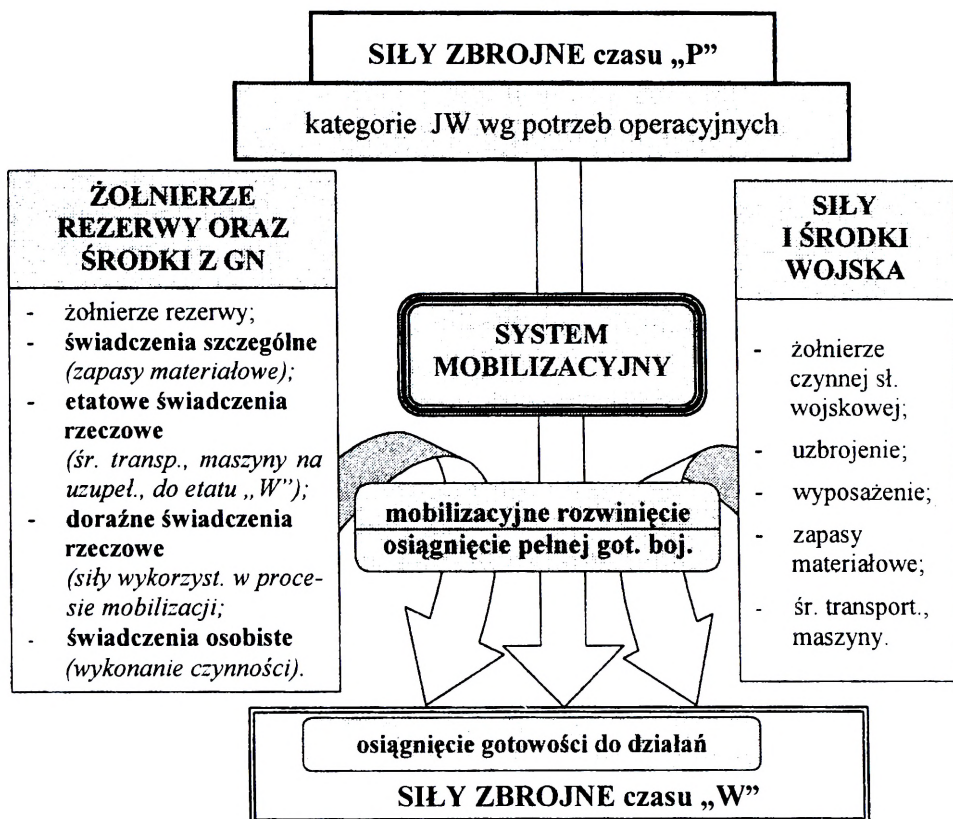 SIŁY ZBROJNE czasu „P”
kategorie JW wg potrzeb operacyjnych
ŻOŁNIERZE
REZERWY ORAZ
ŚRODKI Z GN
- żołnierze rezerwy;
- świadczenia szczególne
(zapasy materiałowe);
- etatowe świadczenia
rzeczowe
(śr. transp., maszyny na
uzupeł., do etatu „W”);
- doraźne świadczenia
rzeczowe
(siły wykorzyst. w proce-
sie mobilizacji;
- świadczenia osobiste
(wykonanie czynności).
SYSTEM
MOBILIZACYJNY
mobilizacyjne rozwinięcie
osiągnięcie pełnej got. boj.
SIŁY
I ŚRODKI
WOJSKA
- żołnierze
czynnej sł.
wojskowej;
- uzbrojenie;
- wyposażenie;
- zapasy
materiałowe;
- śr. transport.,
maszyny.
osiągnięcie gotowości do działań
SIŁY ZBROJNE czasu „W”